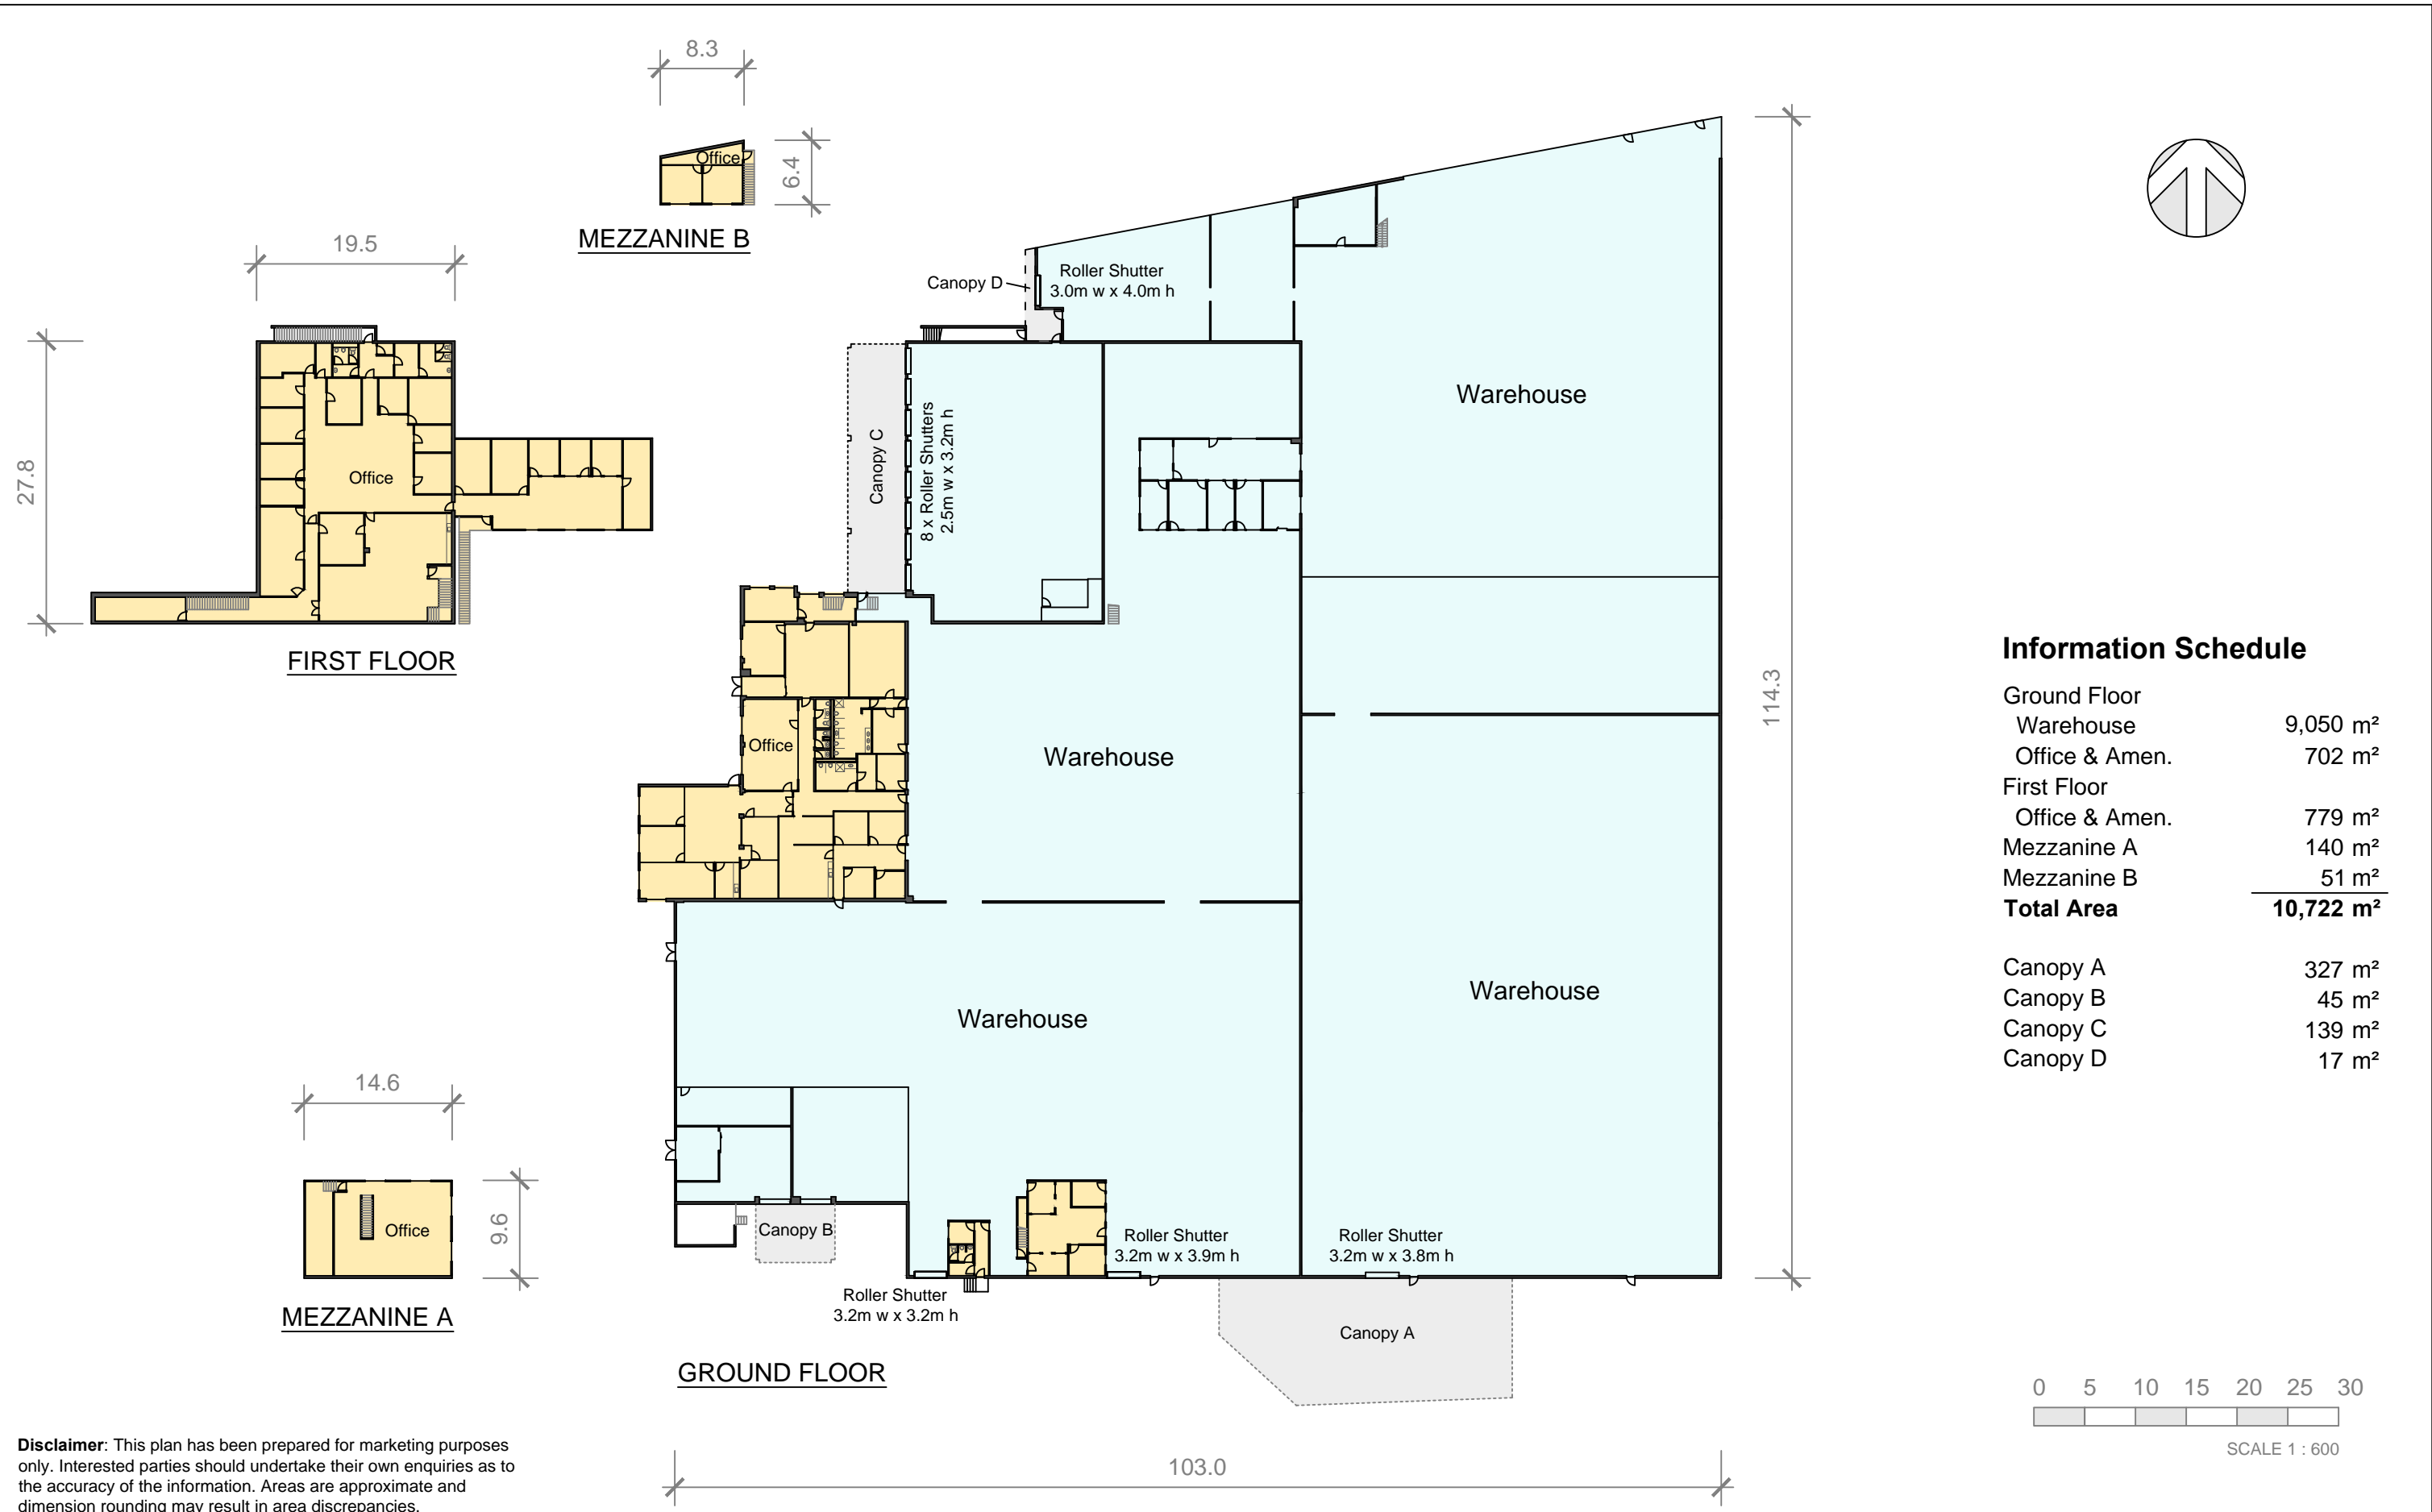 8.3
Office
6.4
MEZZANINE B
19.5
27.8
Office
FIRST FLOOR
Canopy D
Roller Shutter
3.0m w x 4.0m h
Canopy C
8 x Roller Shutters
2.5m w x 3.2m h
Warehouse
Office
Warehouse
114.3
Warehouse
Warehouse
14.6
Office
9.6
MEZZANINE A
Canopy B
Roller Shutter
3.2m w x 3.9m h
Roller Shutter
3.2m w x 3.8m h
Roller Shutter
3.2m w x 3.2m h
Canopy A
GROUND FLOOR
103.0
Information Schedule
Ground Floor
Warehouse 9,050 m²
Office & Amen. 702 m²
First Floor
Office & Amen. 779 m²
Mezzanine A 140 m²
Mezzanine B 51 m²
Total Area 10,722 m²
Canopy A 327 m²
Canopy B 45 m²
Canopy C 139 m²
Canopy D 17 m²
0 5 10 15 20 25 30
SCALE 1 : 600
Disclaimer: This plan has been prepared for marketing purposes
only. Interested parties should undertake their own enquiries as to
the accuracy of the information. Areas are approximate and
dimension rounding may result in area discrepancies.